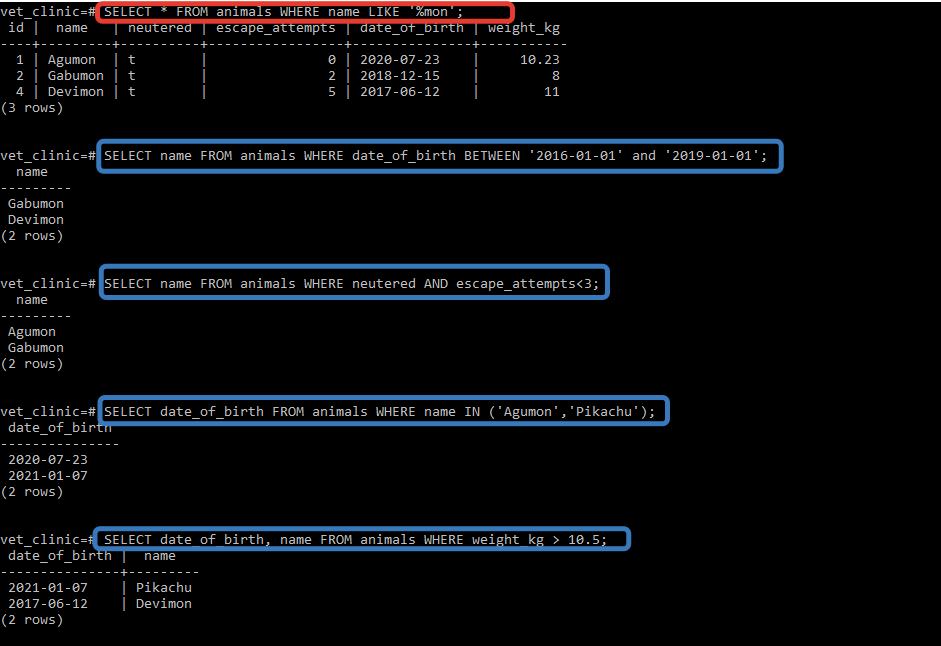 vet_clinic=# SELECT * FROM animals WHERE name LIKE '%mon';
 id |  name   | neutered | escape_attempts | date_of_birth | weight_kg
----+---------+----------+-----------------+---------------+-----------
  1 | Agumon  | t        |               0 | 2020-07-23    |     10.23
  2 | Gabumon | t        |               2 | 2018-12-15    |         8
  4 | Devimon | t        |               5 | 2017-06-12    |        11
(3 rows)
vet_clinic=# SELECT name FROM animals WHERE date_of_birth BETWEEN '2016-01-01' and '2019-01-01';
  name
---------
 Gabumon
 Devimon
(2 rows)
vet_clinic=# SELECT name FROM animals WHERE neutered AND escape_attempts<3;
  name
---------
 Agumon
 Gabumon
(2 rows)
vet_clinic=# SELECT date_of_birth FROM animals WHERE name IN ('Agumon','Pikachu');
 date_of_birth
---------------
 2020-07-23
 2021-01-07
(2 rows)
vet_clinic=# SELECT date_of_birth, name FROM animals WHERE weight_kg > 10.5;
 date_of_birth |  name
---------------+---------
 2021-01-07    | Pikachu
 2017-06-12    | Devimon
(2 rows)